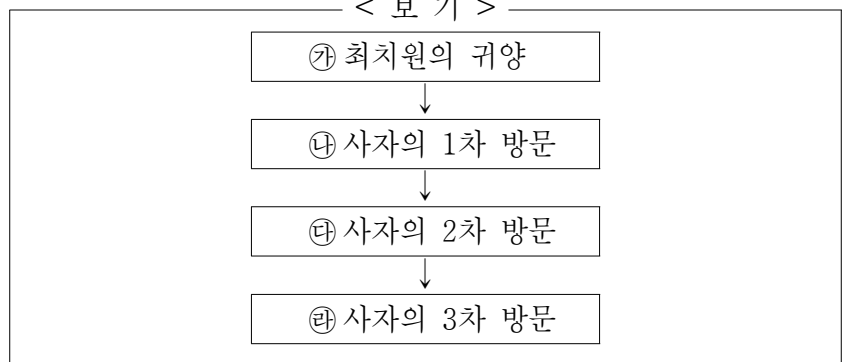 < 보 기 >
㉮ 최치원의 귀양
↓
㉯ 사자의 1차 방문
↓
㉰ 사자의 2차 방문
↓
㉱ 사자의 3차 방문